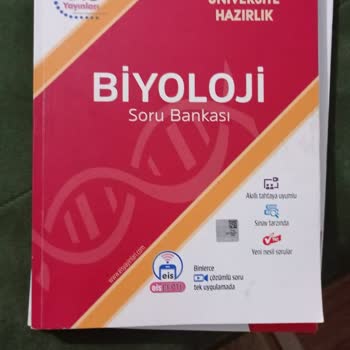 Yayınları
ÜNİVERSİTE
HAZIRLIK
BİYOLOJİ
Soru Bankası
Akıllı tahtaya uyumlu
Sınav tarzında
Yeni nesil sorular
Binlerce
çözümlü soru
tek uygulamada
eis